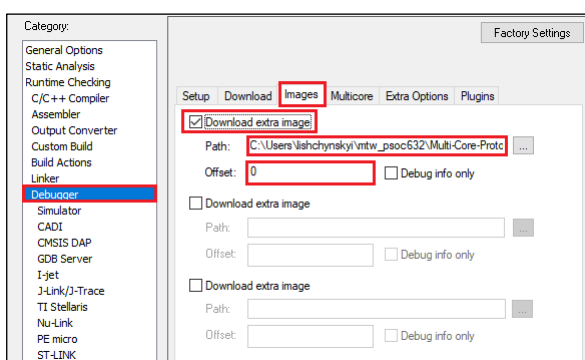 Category:
Factory Settings
General Options
Static Analysis
Runtime Checking
C/C++ Compiler
Assembler
Output Converter
Custom Build
Build Actions
Linker
Debugger
Simulator
CADI
CMSIS DAP
GDB Server
I-jet
J-Link/J-Trace
TI Stellaris
Nu-Link
PE micro
ST-LINK
Setup Download Images Multicore Extra Options Plugins
Download extra image
Path: C:\Users\lishchynskyi\mtw_psoc632\Multi-Core-Proto ...
Offset: 0 Debug info only
Download extra image
Path: ...
Offset: Debug info only
Download extra image
Path: ...
Offset: Debug info only